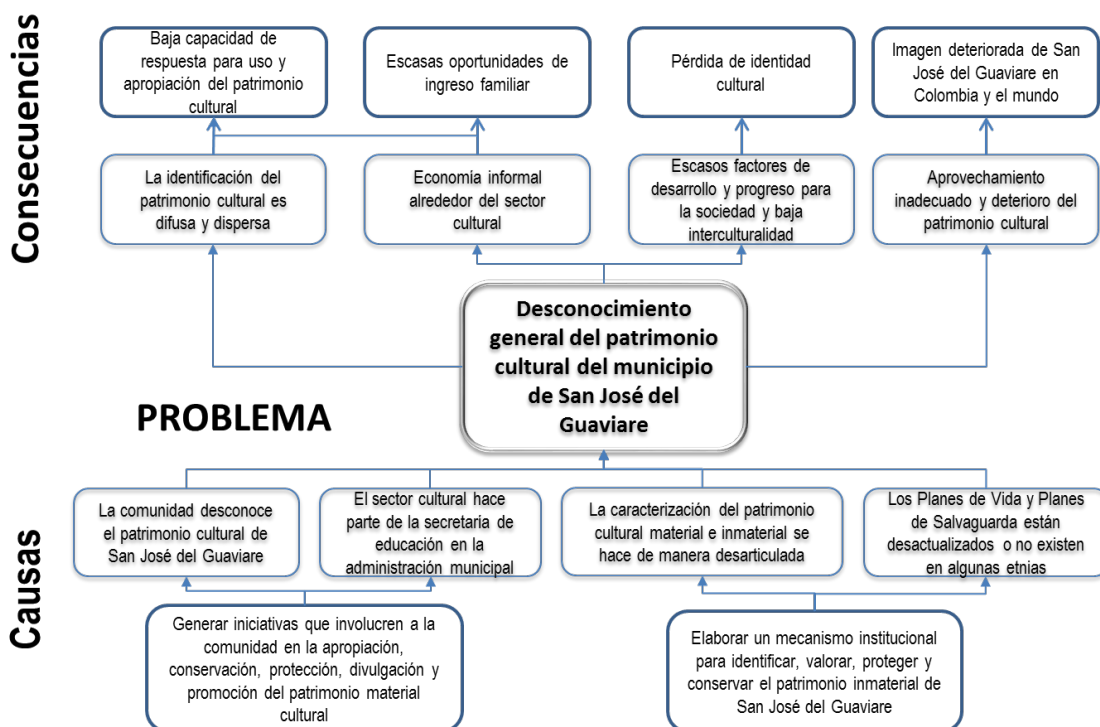 Consecuencias
Baja capacidad de
respuesta para uso y
apropiación del patrimonio
cultural
Escasas oportunidades de
ingreso familiar
Pérdida de identidad
cultural
Imagen deteriorada de San
José del Guaviare en
Colombia y el mundo
La identificación del
patrimonio cultural es
difusa y dispersa
Economía informal
alrededor del sector
cultural
Escasos factores de
desarrollo y progreso para
la sociedad y baja
interculturalidad
Aprovechamiento
inadecuado y deterioro del
patrimonio cultural
Desconocimiento
general del patrimonio
cultural del municipio
de San José del
Guaviare
PROBLEMA
Causas
La comunidad desconoce
el patrimonio cultural de
San José del Guaviare
El sector cultural hace
parte de la secretaria de
educación en la
administración municipal
La caracterización del patrimonio
cultural material e inmaterial se
hace de manera desarticulada
Los Planes de Vida y Planes
de Salvaguarda están
desactualizados o no existen
en algunas etnias
Generar iniciativas que involucren a la
comunidad en la apropiación,
conservación, protección, divulgación y
promoción del patrimonio material
cultural
Elaborar un mecanismo institucional
para identificar, valorar, proteger y
conservar el patrimonio inmaterial de
San José del Guaviare